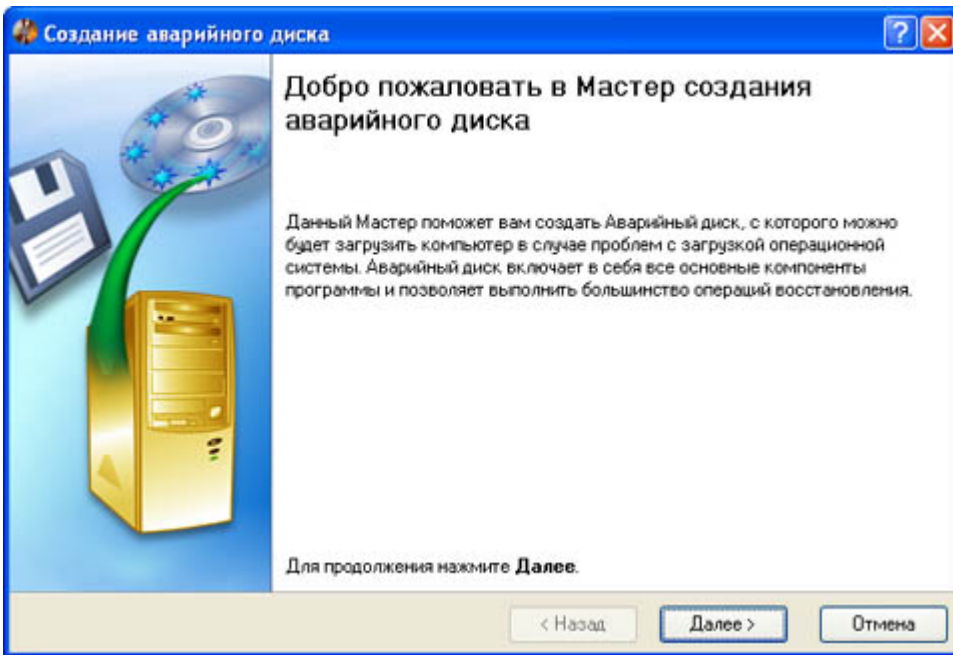 Создание аварийного диска
Добро пожаловать в Мастер создания
аварийного диска
Данный Мастер поможет вам создать Аварийный диск, с которого можно
будет загрузить компьютер в случае проблем с загрузкой операционной
системы. Аварийный диск включает в себя все основные компоненты
программы и позволяет выполнить большинство операций восстановления.
Для продолжения нажмите Далее.
< Назад
Далее >
Отмена